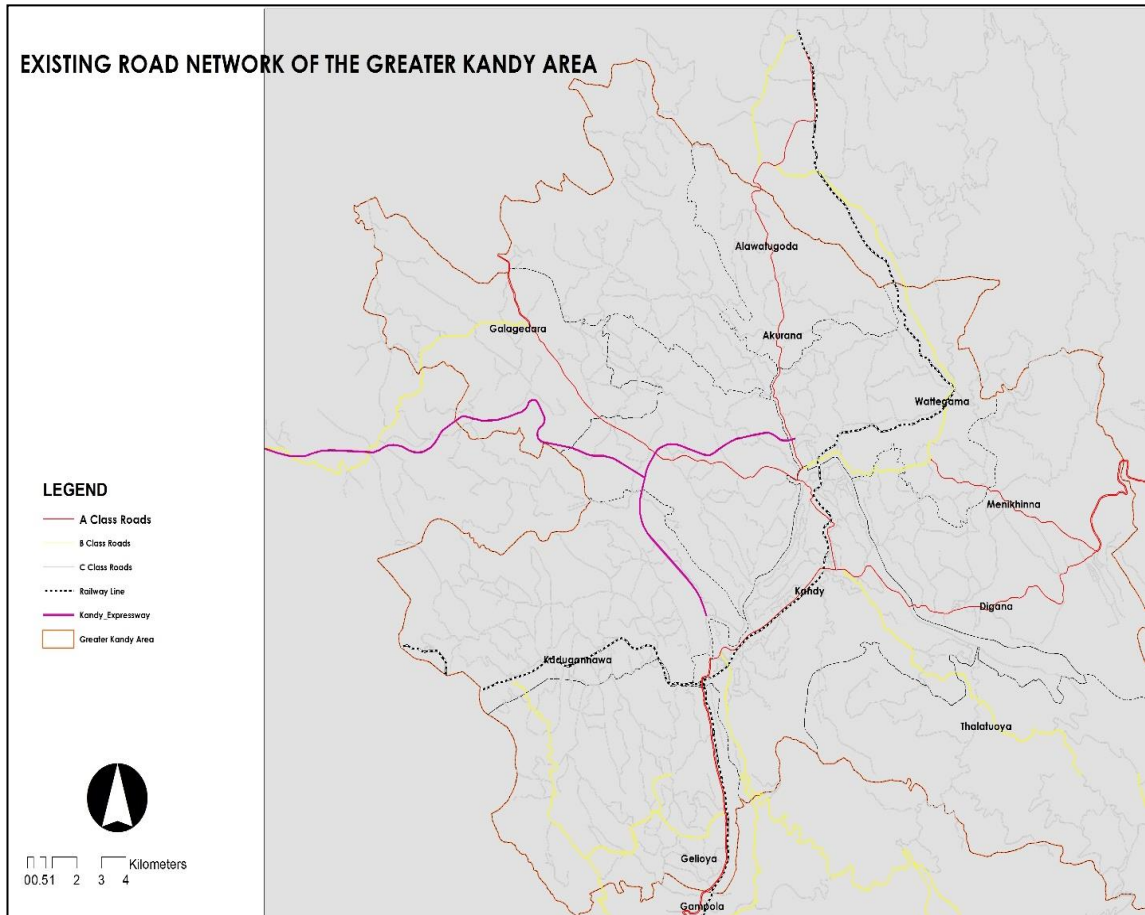 EXISTING ROAD NETWORK OF THE GREATER KANDY AREA
Alawatugoda
Galagedara
Akurana
Wattegama
Menikhinna
Kandy
Digana
Kaduganhawa
Thalatuoya
Gelioya
Gampola
LEGEND
A Class Roads
B Class Roads
C Class Roads
Railway Line
Kandy_Expressway
Greater Kandy Area
Kilometers
00.51 2 3 4